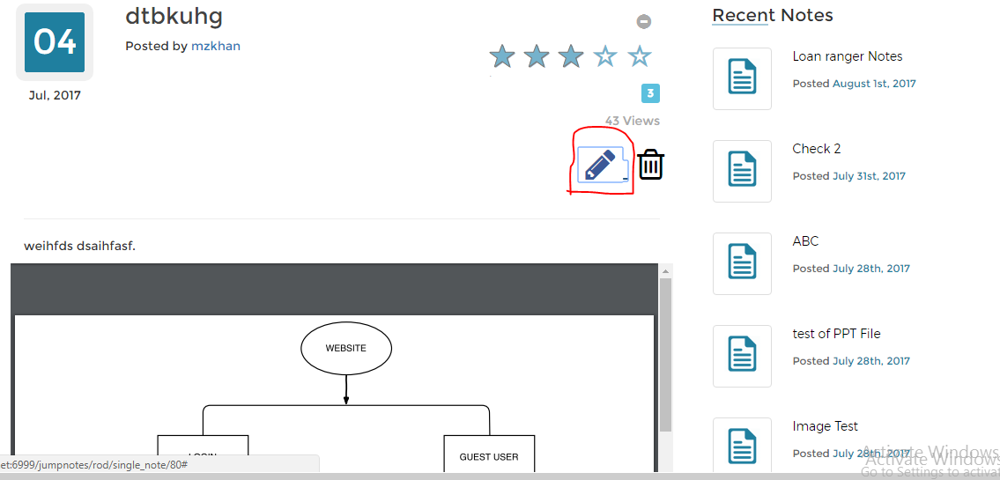 04
Jul, 2017
dtbkuhg
Posted by mzkhan
3
43 Views
weihfds dsaihfasf.
WEBSITE
GUEST USER
et:6999/jumpnotes/rod/single_note/80#
Recent Notes
Loan ranger Notes
Posted August 1st, 2017
Check 2
Posted July 31st, 2017
ABC
Posted July 28th, 2017
test of PPT File
Posted July 28th, 2017
Image Test
Posted July 28th, 2017
Activate Windows
Activate Windows
Go to Settings to activat